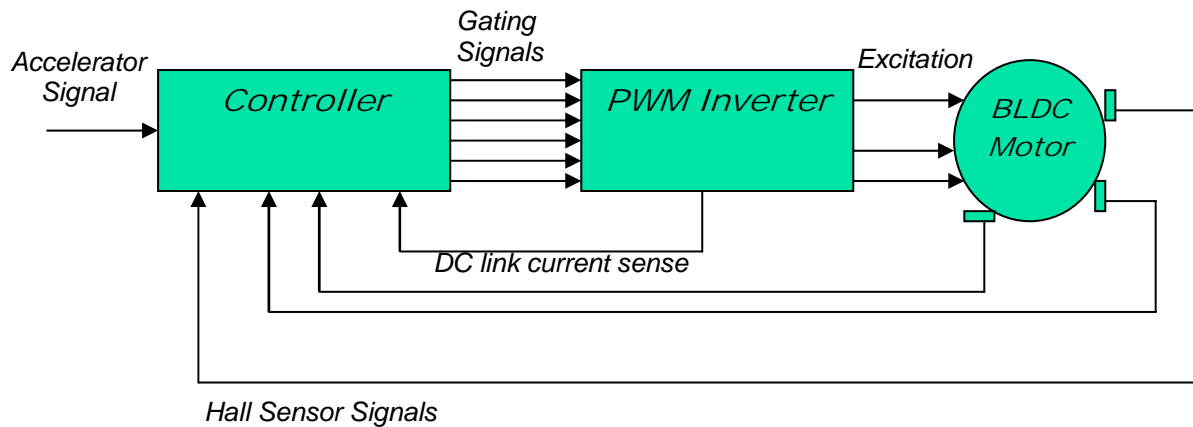 Accelerator
Signal
Controller
Gating
Signals
PWM Inverter
Excitation
BLDC
Motor
DC link current sense
Hall Sensor Signals